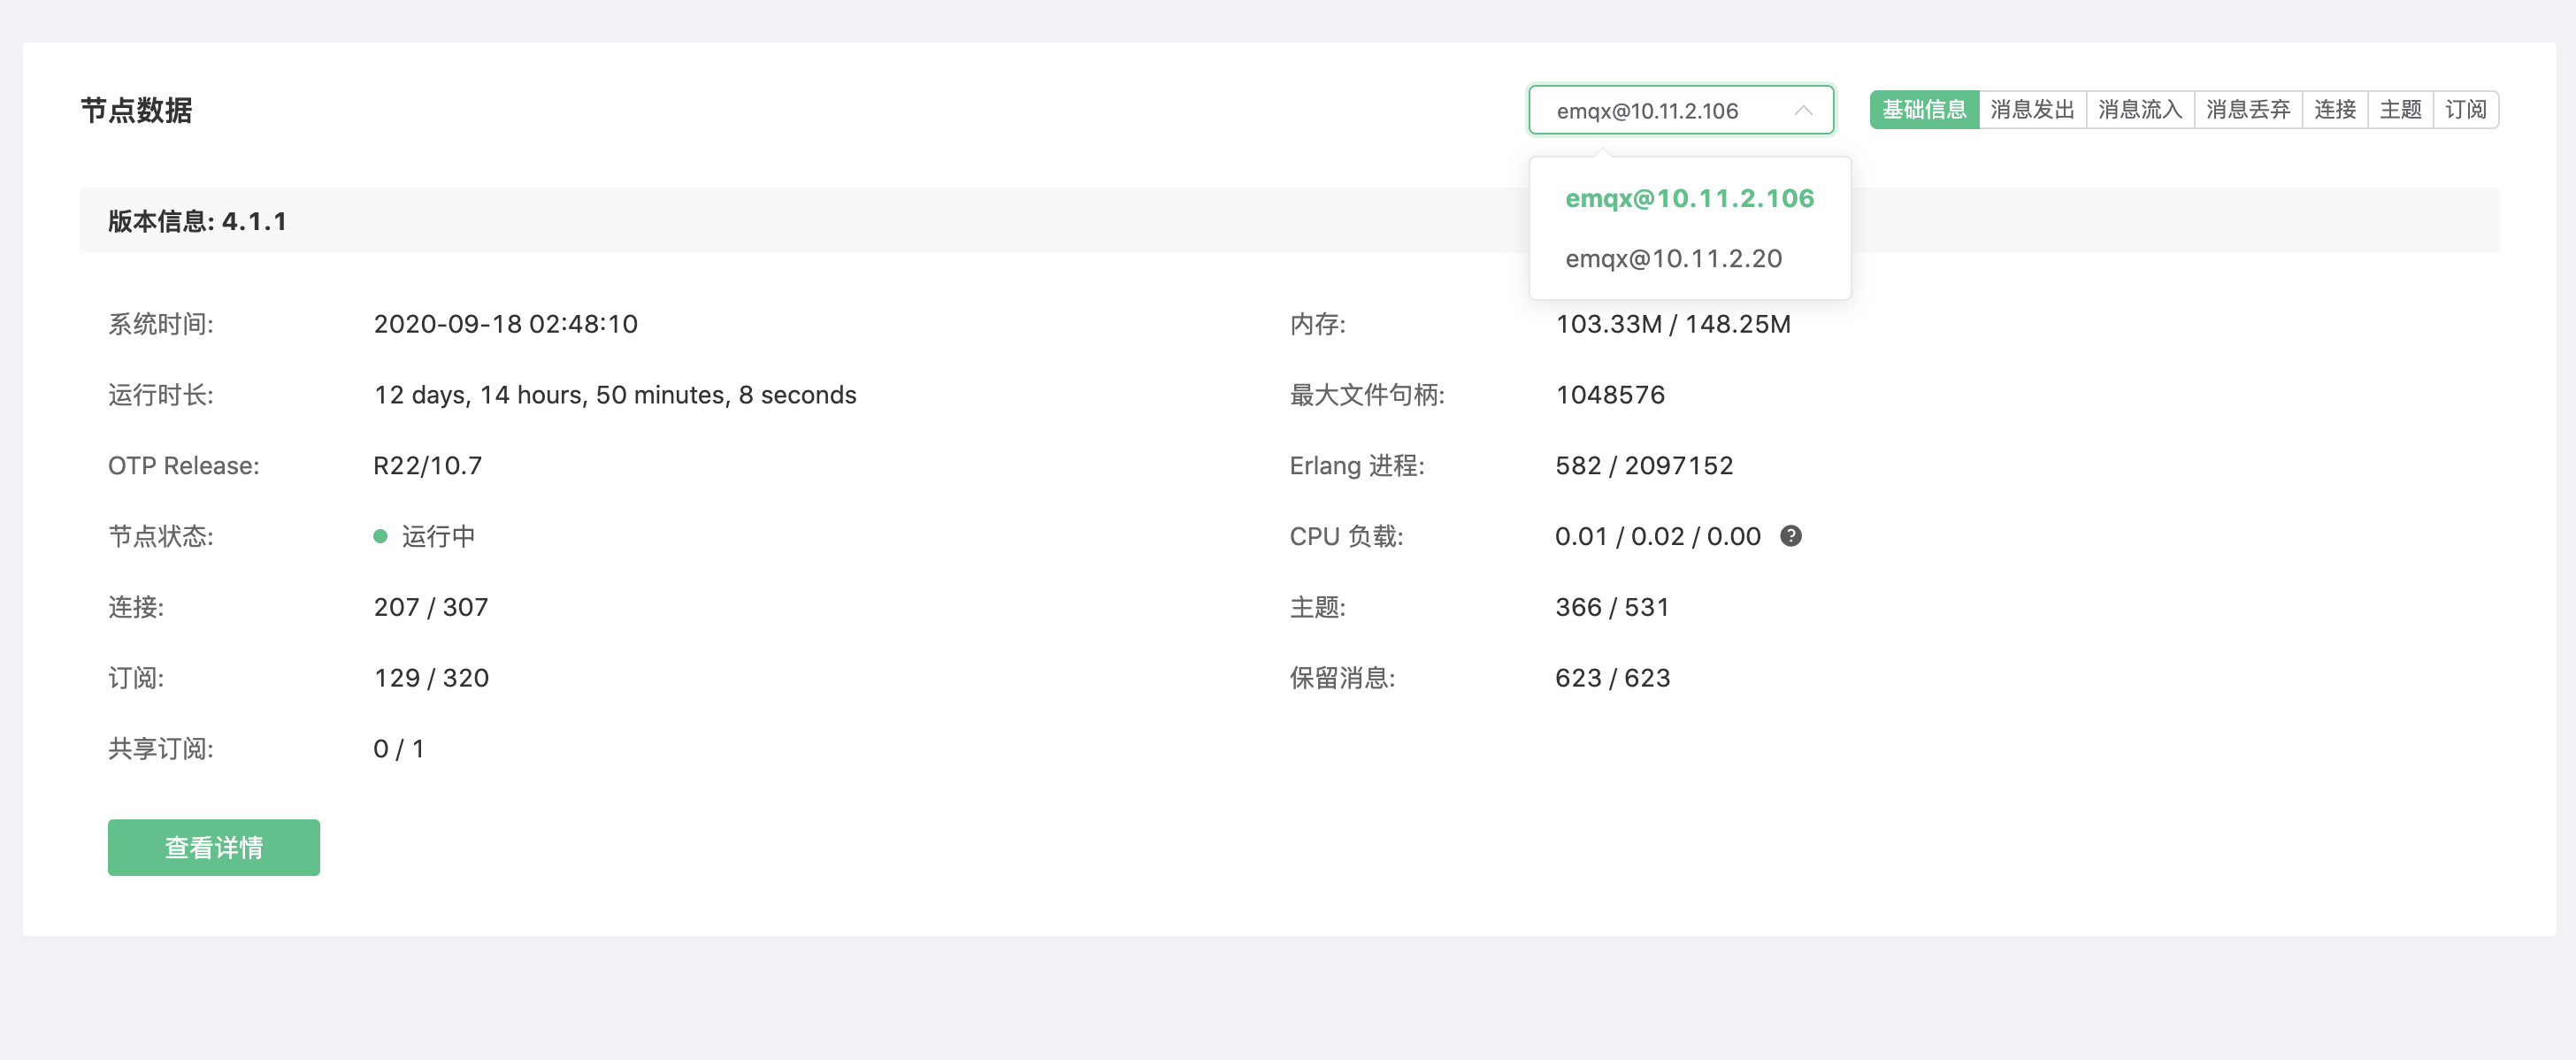 节点数据
emqx@10.11.2.106
基础信息 消息发出 消息流入 消息丢弃 连接 主题 订阅
emqx@10.11.2.106
emqx@10.11.2.20
版本信息: 4.1.1
系统时间: 2020-09-18 02:48:10
内存: 103.33M / 148.25M
运行时长: 12 days, 14 hours, 50 minutes, 8 seconds
最大文件句柄: 1048576
OTP Release: R22/10.7
Erlang 进程: 582 / 2097152
节点状态: 运行中
CPU 负载: 0.01 / 0.02 / 0.00 ?
连接: 207 / 307
主题: 366 / 531
订阅: 129 / 320
保留消息: 623 / 623
共享订阅: 0 / 1
查看详情